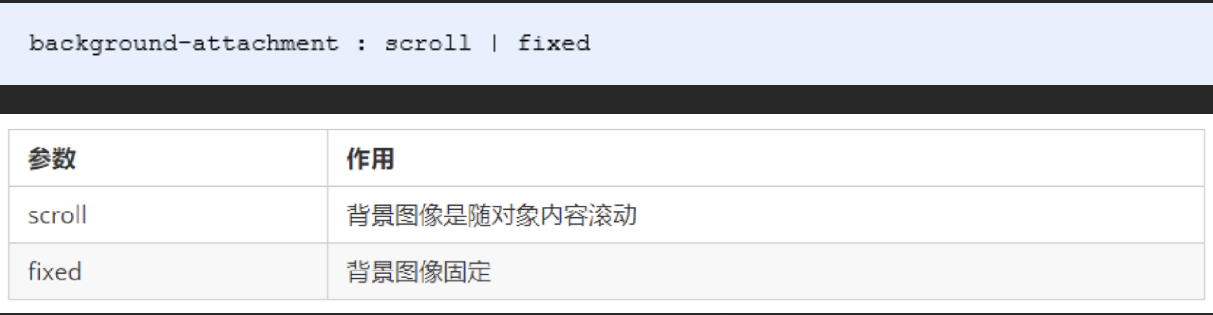 background-attachment : scroll | fixed
参数 作用
scroll 背景图像是随对象内容滚动
fixed 背景图像固定